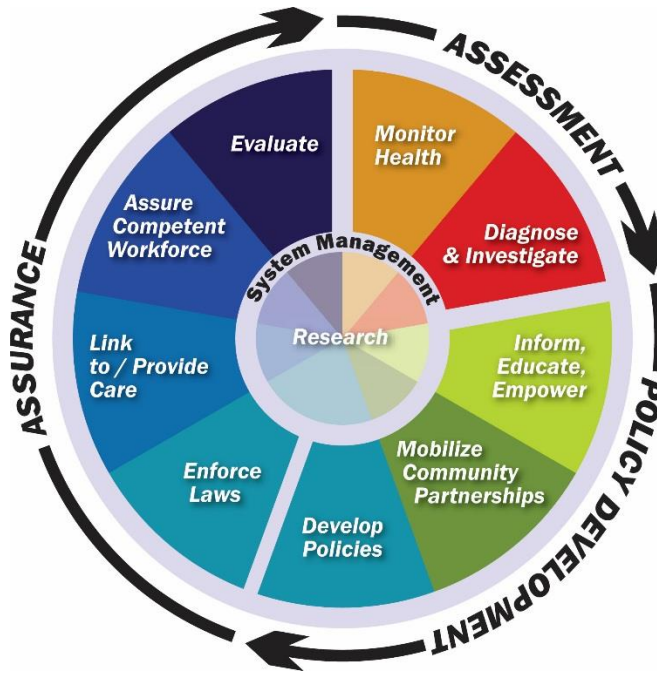 ASSESSMENT
Monitor
Health
Diagnose
& Investigate
POLICY DEVELOPMENT
Inform,
Educate,
Empower
Mobilize
Community
Partnerships
Develop
Policies
ASSURANCE
Enforce
Laws
Link
to / Provide
Care
Assure
Competent
Workforce
Evaluate
System Management
Research